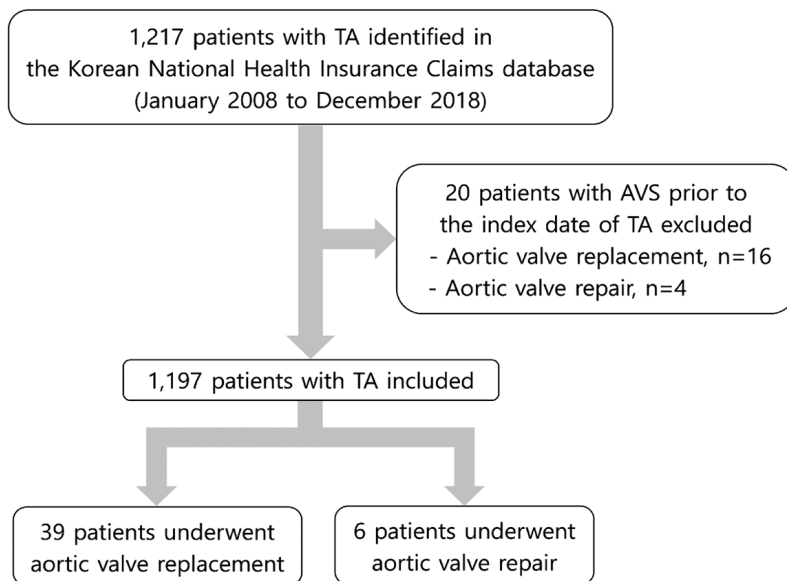 1,217 patients with TA identified in
the Korean National Health Insurance Claims database
(January 2008 to December 2018)
20 patients with AVS prior to
the index date of TA excluded
- Aortic valve replacement, n=16
- Aortic valve repair, n=4
1,197 patients with TA included
39 patients underwent
aortic valve replacement
6 patients underwent
aortic valve repair